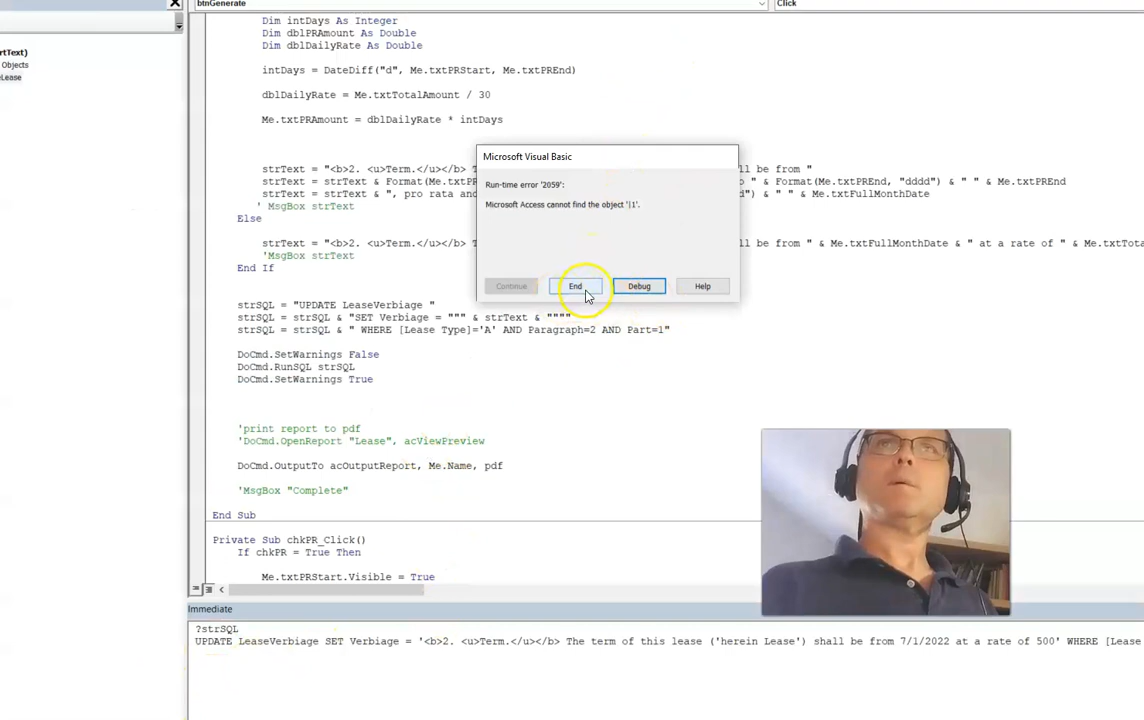 btnGenerate
Click
rtText)
Objects
eLease
Dim intDays As Integer
Dim dblPRAmount As Double
Dim dblDailyRate As Double
intDays = DateDiff("d", Me.txtPRStart, Me.txtPREnd)
dblDailyRate = Me.txtTotalAmount / 30
Me.txtPRAmount = dblDailyRate * intDays
strText = "<b>2. <u>Term.</u></b> T
ll be from "
strText = strText & Format(Me.
o " & Format(Me.txtPREnd, "dddd") & " " & Me.txtPREnd
strText = strText & ", pro rata and
d") & " " & Me.txtFullMonthDate
' MsgBox strText
Else
strText = "<b>2. <u>Term.</u></b> T
ll be from " & Me.txtFullMonthDate & " at a rate of " & Me.txtTota
'MsgBox strText
End If
strSQL = "UPDATE LeaseVerbiage "
strSQL = strSQL & "SET Verbiage = """ & strText & """"
strSQL = strSQL & " WHERE [Lease Type]='A' AND Paragraph=2 AND Part=1"
DoCmd.SetWarnings False
DoCmd.RunSQL strSQL
DoCmd.SetWarnings True
'print report to pdf
'DoCmd.OpenReport "Lease", acViewPreview
DoCmd.OutputTo acOutputReport, Me.Name, pdf
'MsgBox "Complete"
End Sub
Private Sub chkPR_Click()
If chkPR = True Then
Me.txtPRStart.Visible = True
Microsoft Visual Basic
Run-time error '2059':
Microsoft Access cannot find the object '|1'.
Continue
End
Debug
Help
Immediate
?strSQL
UPDATE LeaseVerbiage SET Verbiage = '<b>2. <u>Term.</u></b> The term of this lease ('herein Lease') shall be from 7/1/2022 at a rate of 500' WHERE [Lease